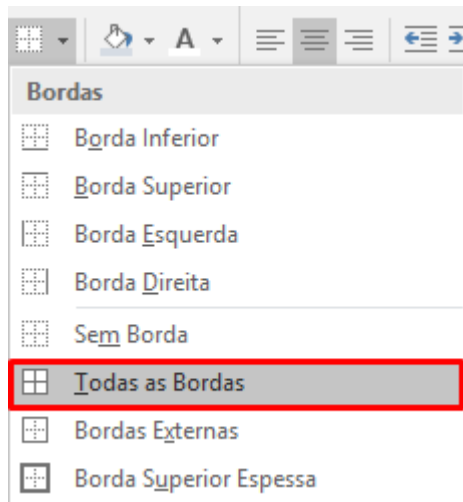 A
Bordas
Borda Inferior
Borda Superior
Borda Esquerda
Borda Direita
Sem Borda
Todas as Bordas
Bordas Externas
Borda Superior Espessa